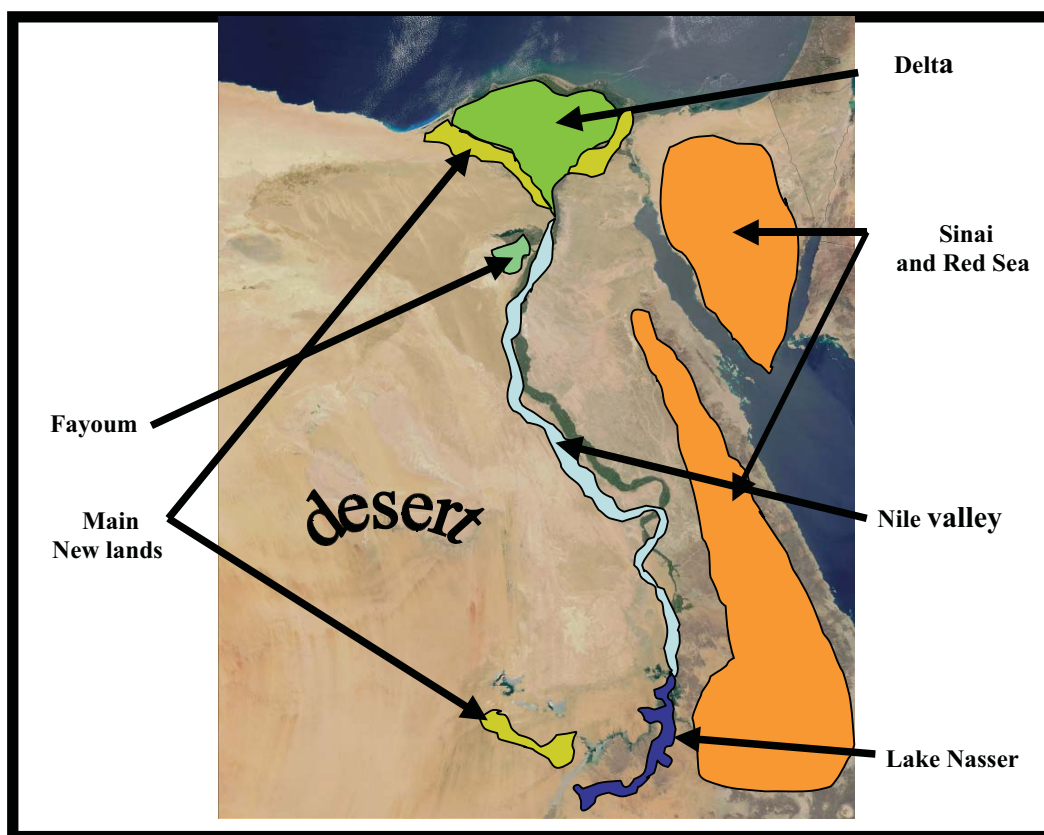 Delta
Sinai
and Red Sea
Fayoum
desert
Main
New lands
Nile valley
Lake Nasser